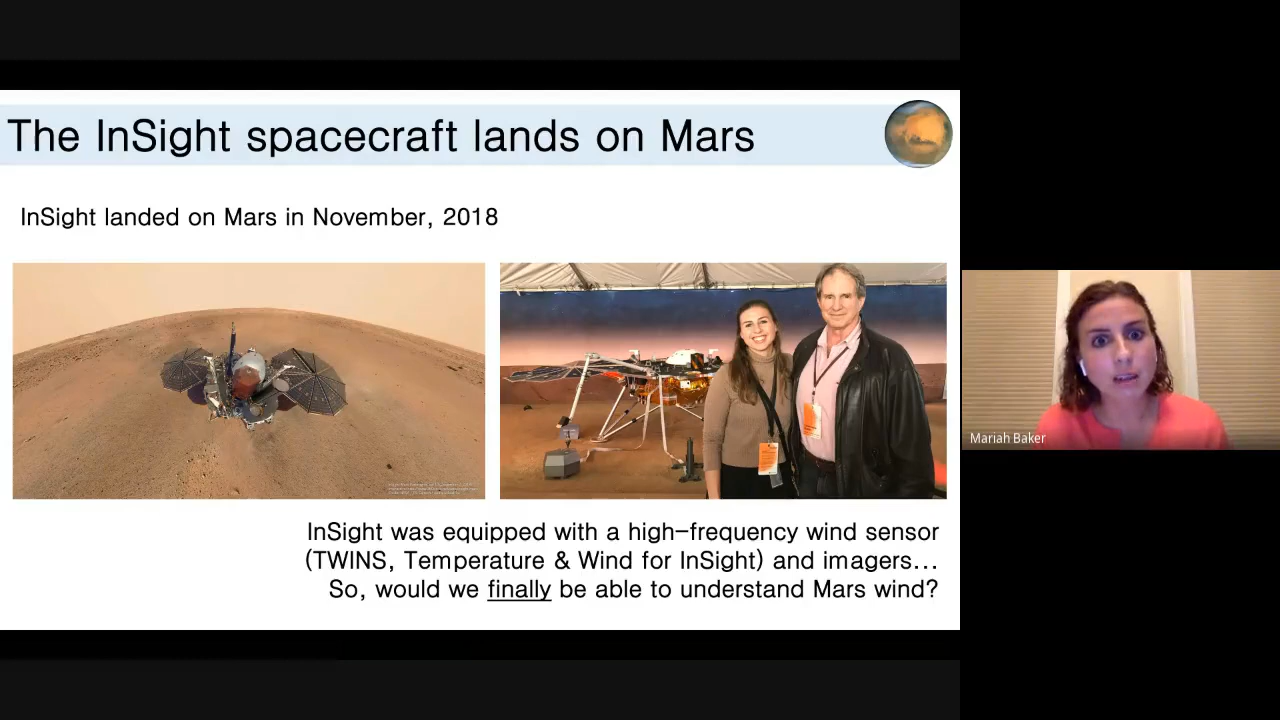 The InSight spacecraft lands on Mars
InSight landed on Mars in November, 2018
Mariah Baker
InSight was equipped with a high-frequency wind sensor
(TWINS, Temperature & Wind for InSight) and imagers...
So, would we finally be able to understand Mars wind?